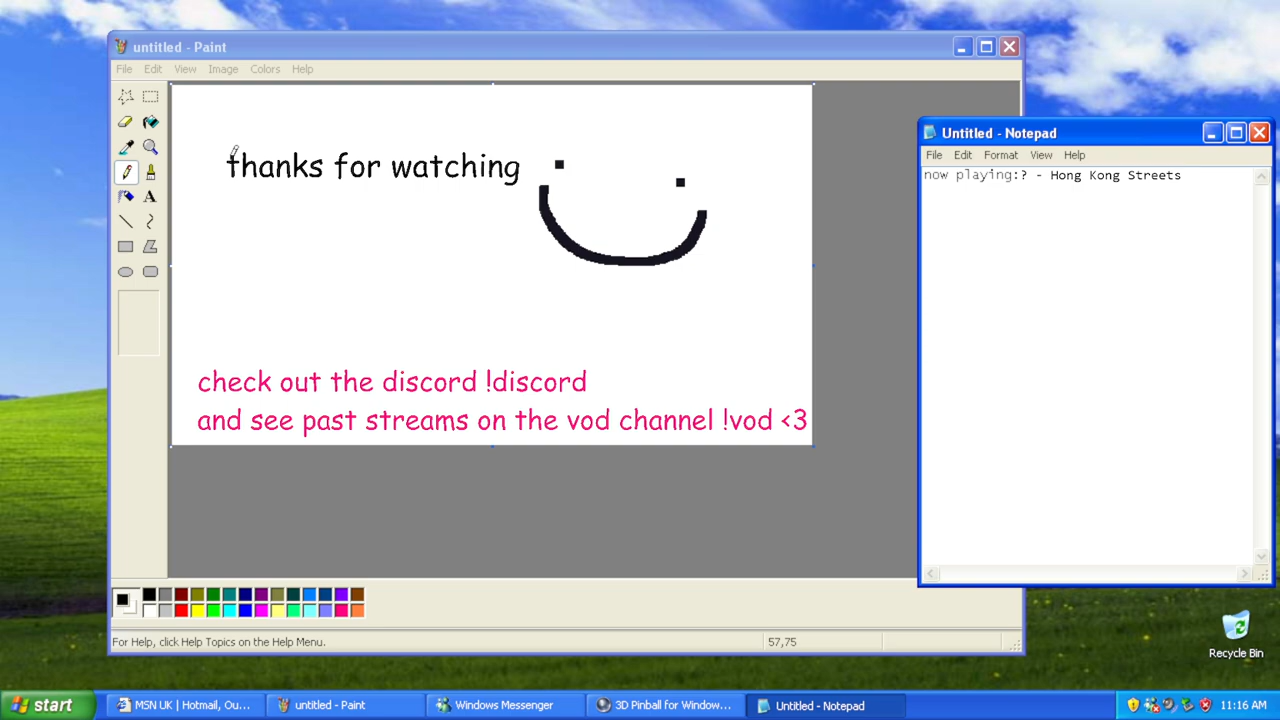 untitled - Paint
File Edit View Image Colors Help
thanks for watching
check out the discord !discord
and see past streams on the vod channel !vod <3
For Help, click Help Topics on the Help Menu.
57,75
Untitled - Notepad
File Edit Format View Help
now playing:? - Hong Kong Streets
Recycle Bin
start
MSN UK | Hotmail, Ou...
untitled - Paint
Windows Messenger
3D Pinball for Window...
Untitled - Notepad
11:16 AM